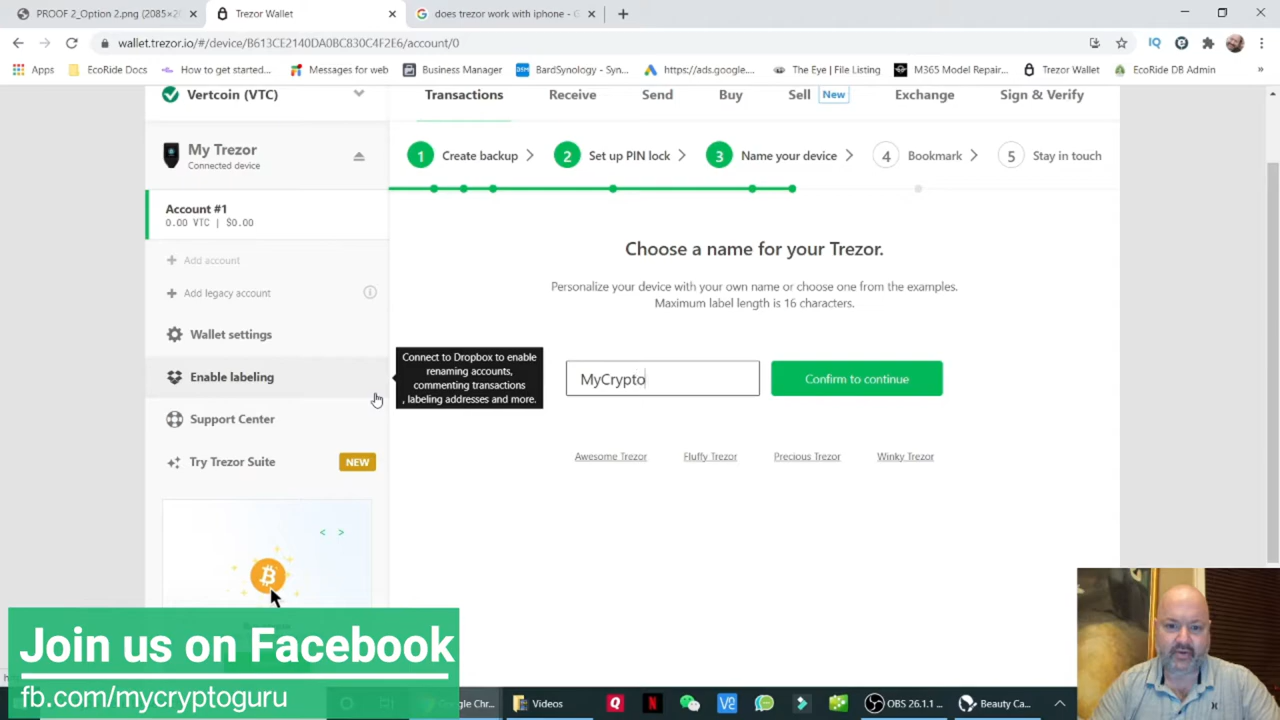 PROOF 2_Option 2.png (2085×2
Trezor Wallet
does trezor work with iphone - G
wallet.trezor.io/#/device/B613CE2140DA0BC830C4F2E6/account/0
IQ
Apps
EcoRide Docs
How to get started...
Messages for web
Business Manager
DSM
BardSynology - Syn...
https://ads.google...
The Eye | File Listing
M365 Model Repair...
Trezor Wallet
EcoRide DB Admin
»
Vertcoin (VTC)
Transactions
Receive
Send
Buy
Sell
New
Exchange
Sign & Verify
My Trezor
Connected device
1 Create backup
2 Set up PIN lock
3 Name your device
4 Bookmark
5 Stay in touch
Account #1
0.00 VTC | $0.00
Add account
Add legacy account
Wallet settings
Enable labeling
Support Center
Try Trezor Suite
NEW
Choose a name for your Trezor.
Personalize your device with your own name or choose one from the examples.
Maximum label length is 16 characters.
Connect to Dropbox to enable
renaming accounts,
commenting transactions
, labeling addresses and more.
MyCrypto
Confirm to continue
Awesome Trezor
Fluffy Trezor
Precious Trezor
Winky Trezor
< >
Join us on Facebook
fb.com/mycryptoguru
Google Chr...
Videos
OBS 26.1.1 ...
Beauty Ca...